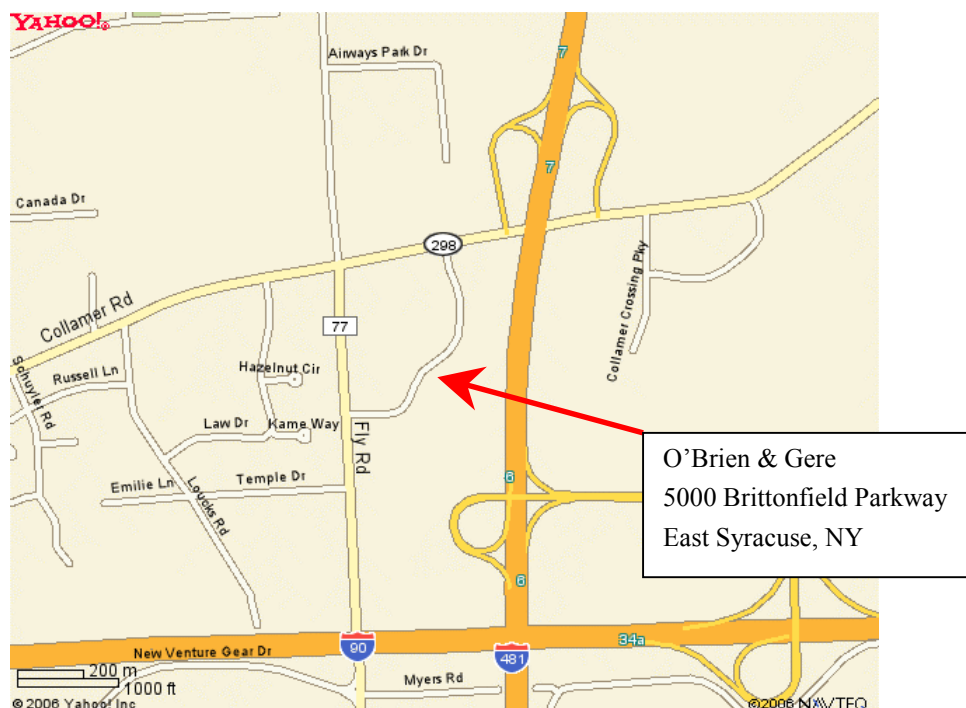 YAHOO!®
Airways Park Dr
7
7
Canada Dr
298
Collamer Crossing Pky
Collamer Rd
77
Schuyler Rd
Russell Ln
Hazelnut Cir
Law Dr
Kame Way
Fly Rd
Emilie Ln
Temple Dr
Loucks Rd
6
O’Brien & Gere
5000 Brittonfield Parkway
East Syracuse, NY
6
34a
90
481
New Venture Gear Dr
200 m
1000 ft
Myers Rd
©2006 Yahoo! Inc
©2006 NAVTEQ